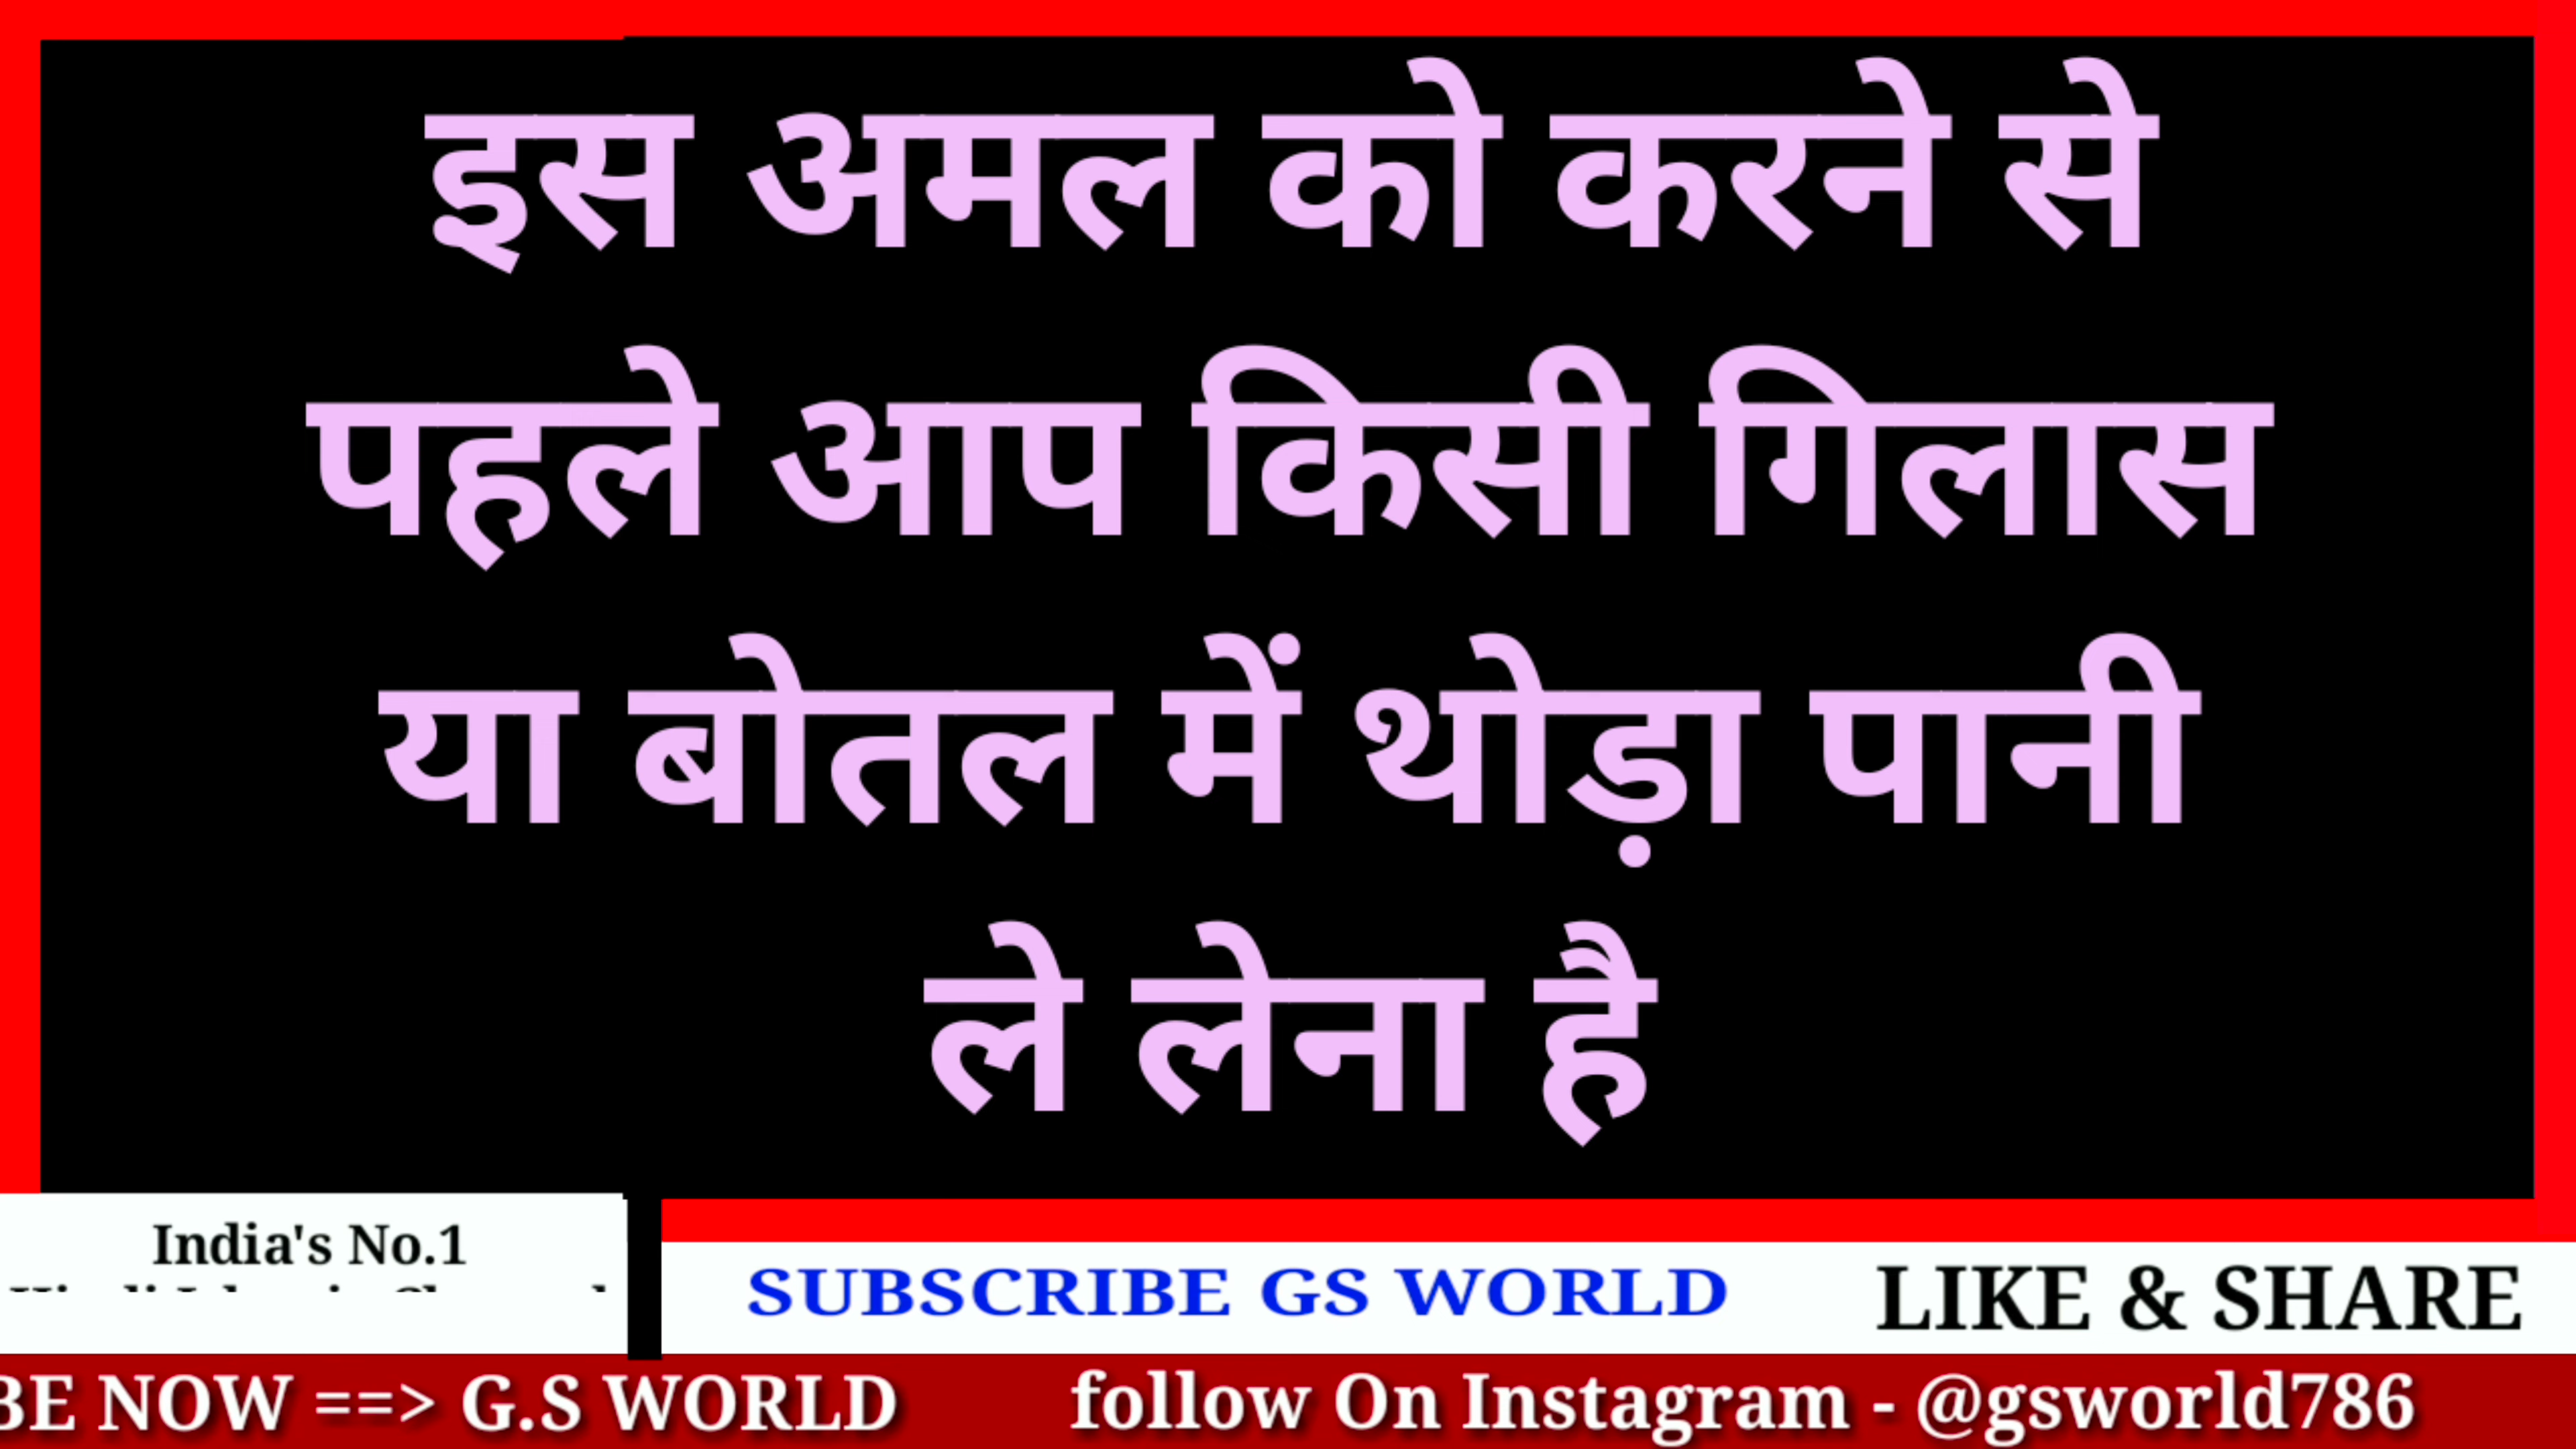 इस अमल को करने से
पहले आप किसी गिलास
या बोतल में थोड़ा पानी
ले लेना है
India's No.1
SUBSCRIBE GS WORLD
LIKE & SHARE
BE NOW ==> G.S WORLD follow On Instagram - @gsworld786